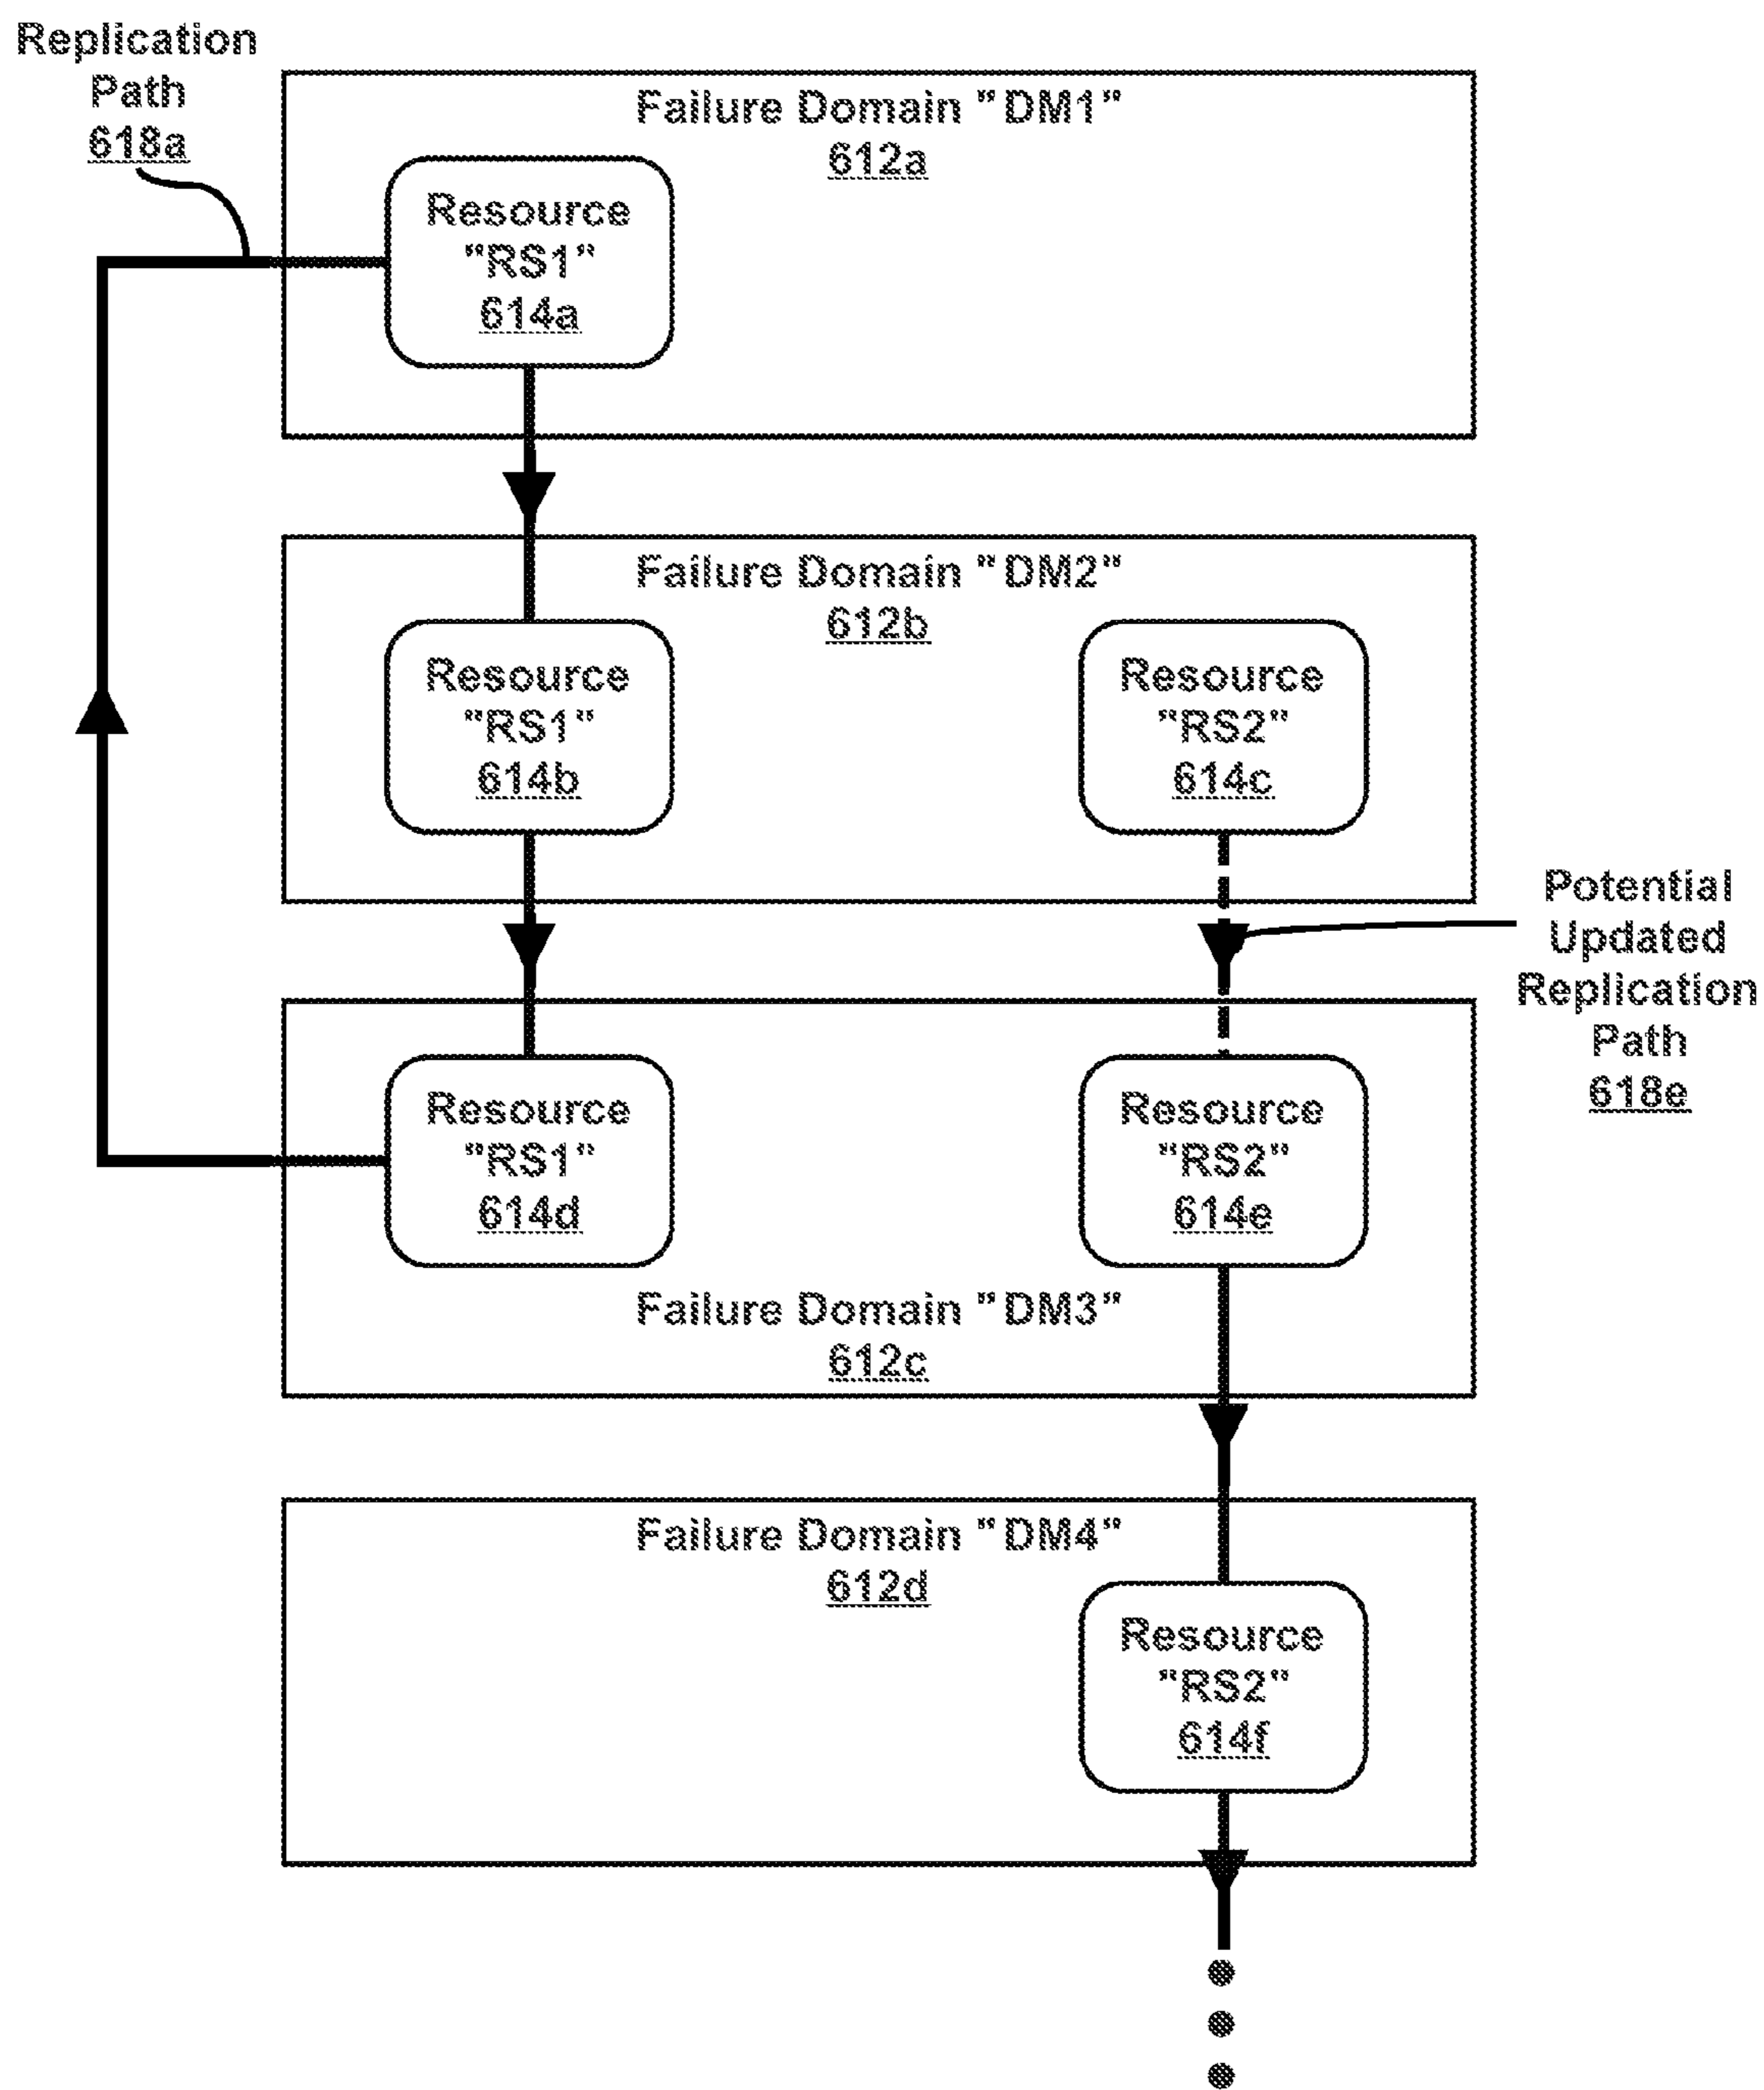 Replication
Path
618a
Failure Domain "DM1"
612a
Resource
"RS1"
614a
Failure Domain "DM2"
612b
Resource
"RS1"
614b
Resource
"RS2"
614c
Potential
Updated
Replication
Path
618e
Resource
"RS1"
614d
Resource
"RS2"
614e
Failure Domain "DM3"
612c
Failure Domain "DM4"
612d
Resource
"RS2"
614f